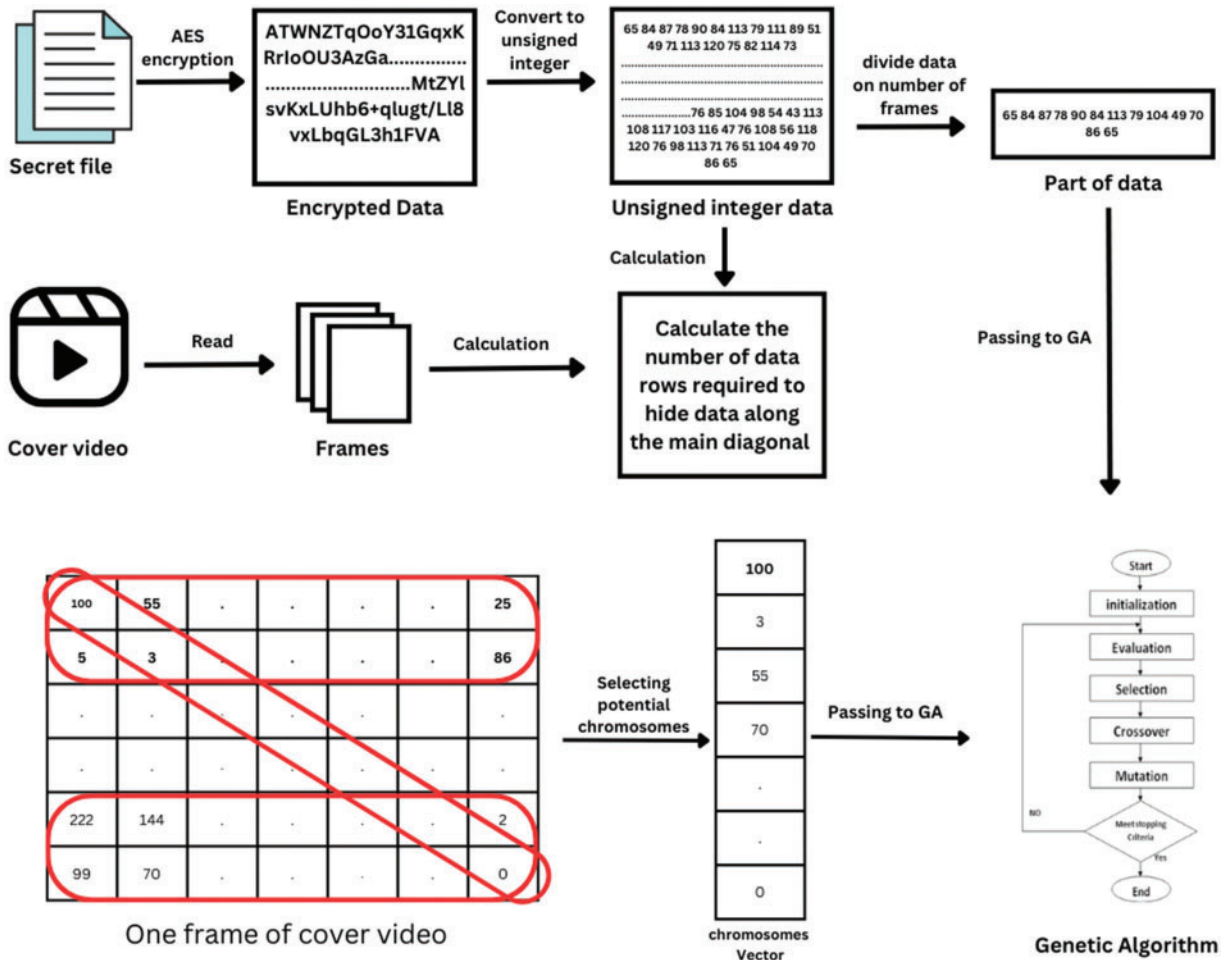 AES
encryption
Secret file
ATWNZTqOoY31GqxK
RrIoOU3AzGa................
............................MtZYl
svKxLUhb6+qlugt/Ll8
vxLbqGL3h1FVA
Encrypted Data
Convert to
unsigned
integer
65 84 87 78 90 84 113 79 111 89 51
49 71 113 120 75 82 114 73
............................................................
............................................................
............................................................
....................76 85 104 98 54 43 113
108 117 103 116 47 76 108 56 118
120 76 98 113 71 76 51 104 49 70
86 65
Unsigned integer data
divide data
on number of
frames
65 84 87 78 90 84 113 79 104 49 70
86 65
Part of data
Calculation
Passing to GA
Cover video
Read
Frames
Calculation
Calculate the
number of data
rows required to
hide data along
the main diagonal
100 55 . . . . 25
5 3 . . . . 86
. . . . . . .
. . . . . . .
222 144 . . . . 2
99 70 . . . . 0
One frame of cover video
Selecting
potential
chromosomes
100
3
55
70
.
.
0
chromosomes
Vector
Passing to GA
Start
initialization
Evaluation
Selection
Crossover
Mutation
Meet stopping
Criteria
NO
Yes
End
Genetic Algorithm